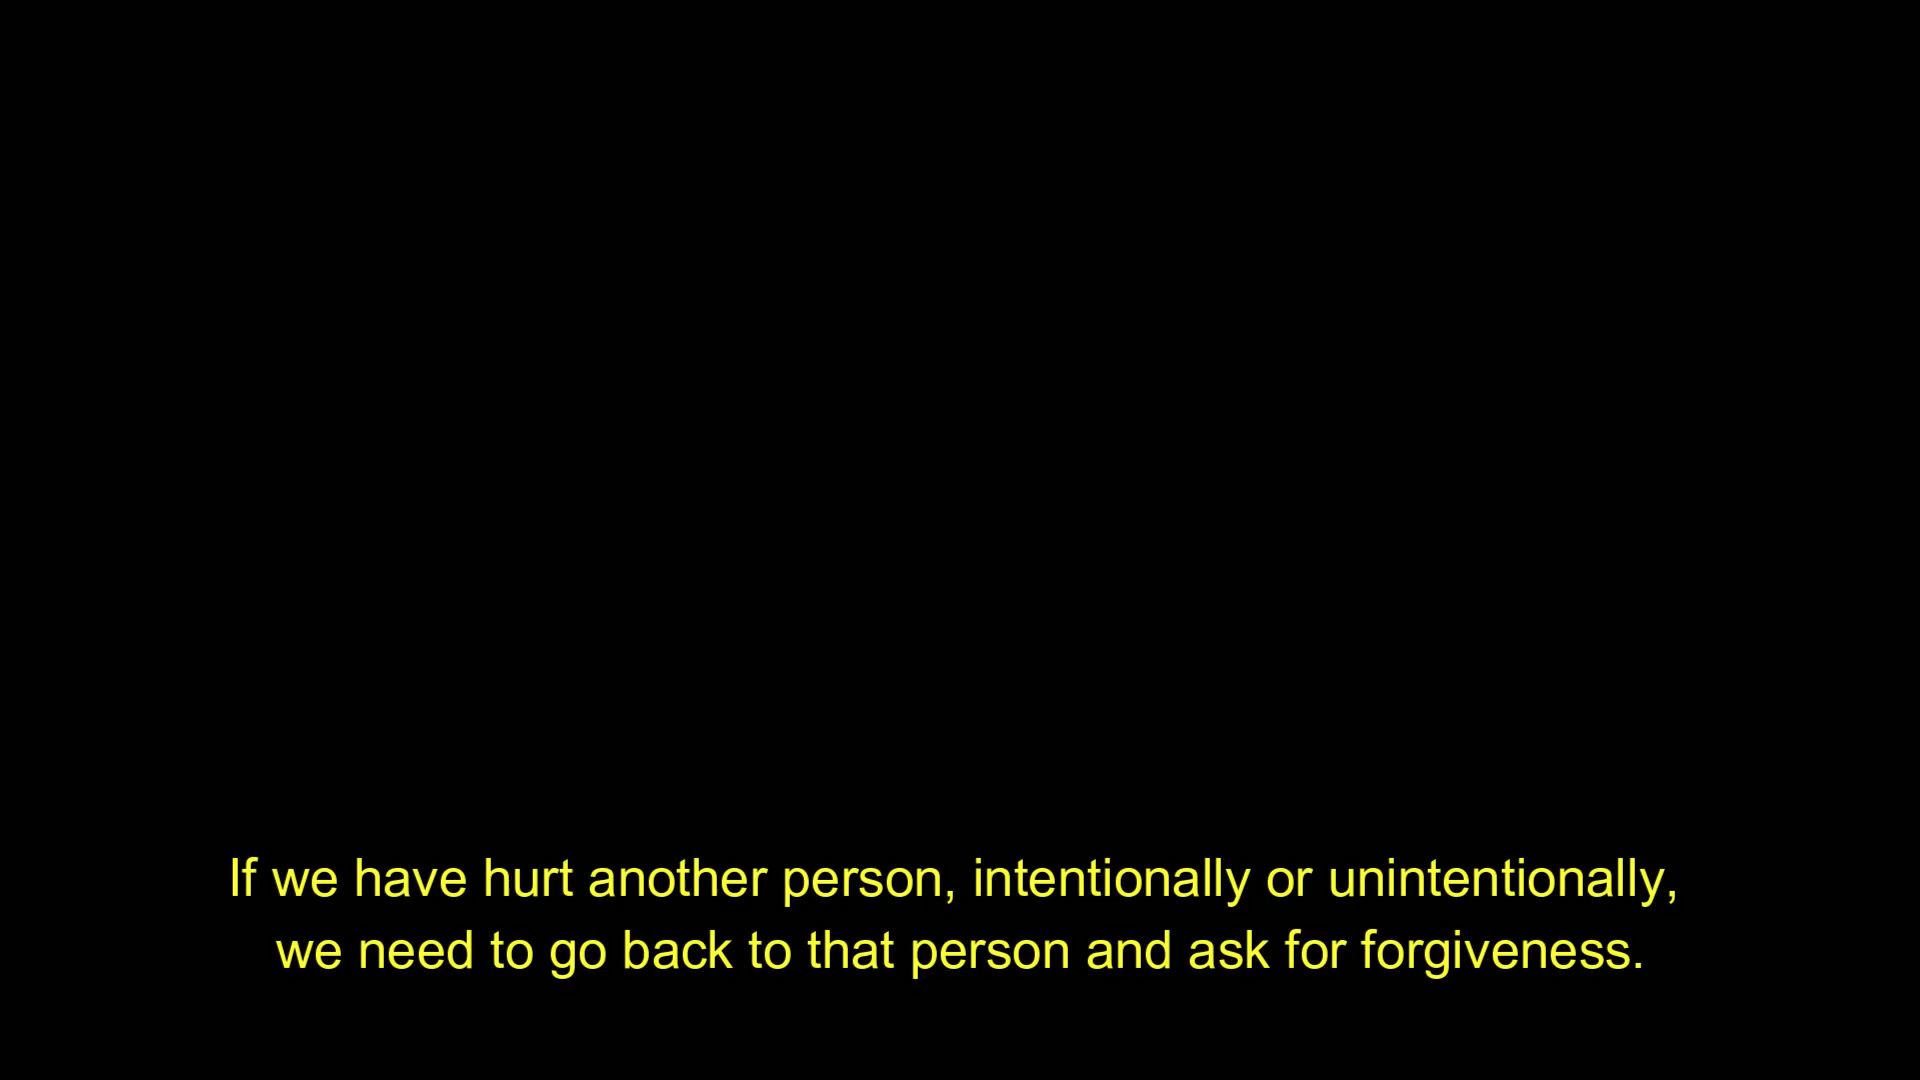 If we have hurt another person, intentionally or unintentionally,
we need to go back to that person and ask for forgiveness.